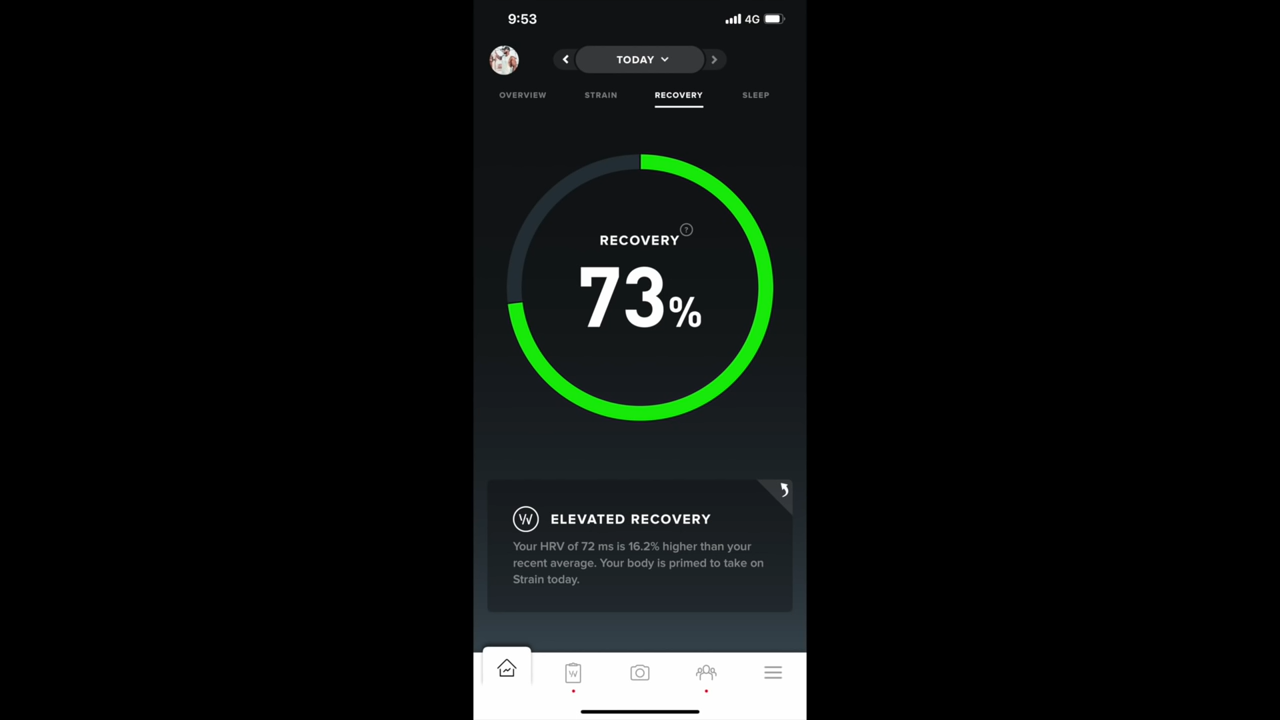 9:53
4G
TODAY
OVERVIEW STRAIN RECOVERY SLEEP
RECOVERY ?
73%
W ELEVATED RECOVERY
Your HRV of 72 ms is 16.2% higher than your
recent average. Your body is primed to take on
Strain today.
W